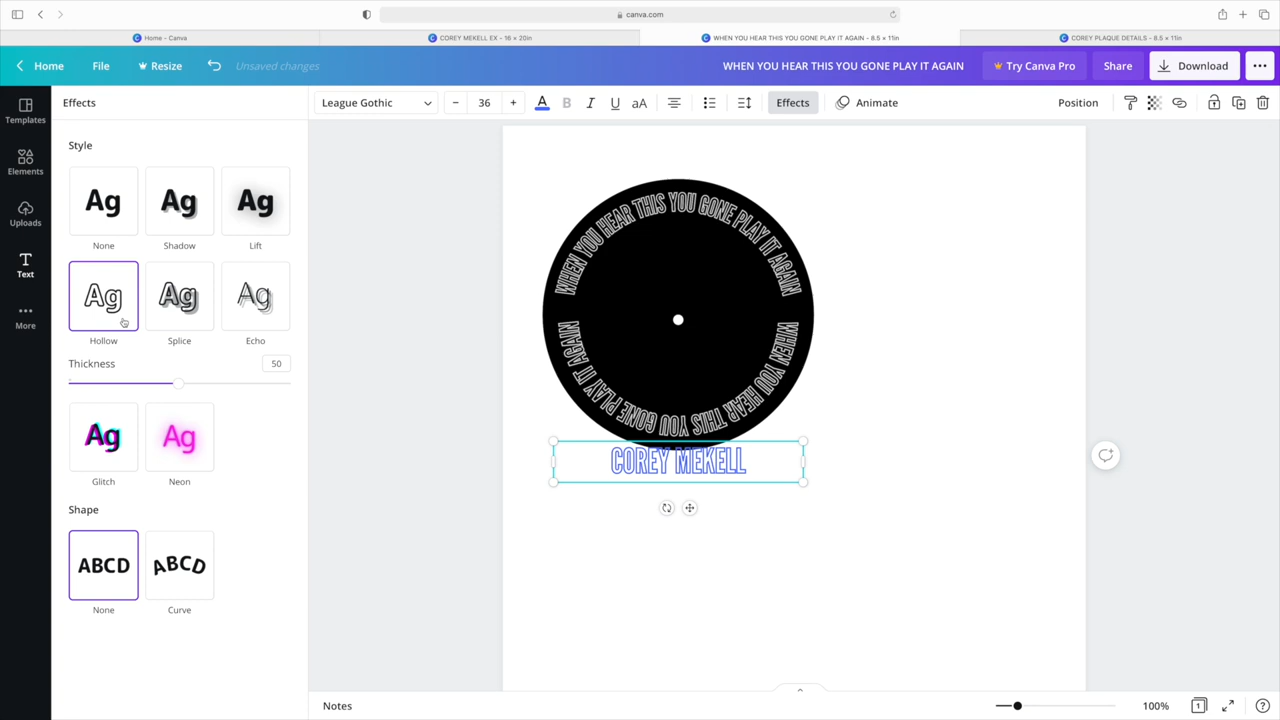 canva.com
Home - Canva
COREY MEKELL EX - 16 × 20in
WHEN YOU HEAR THIS YOU GONE PLAY IT AGAIN - 8.5 × 11in
COREY PLAQUE DETAILS - 8.5 × 11in
Home
File
Resize
Unsaved changes
WHEN YOU HEAR THIS YOU GONE PLAY IT AGAIN
Try Canva Pro
Share
Download
Templates
Elements
Uploads
Text
More
Effects
League Gothic
– 36 +
A B I U aA
Effects
Animate
Position
Style
Ag
None
Ag
Shadow
Ag
Lift
Ag
Hollow
Ag
Splice
Ag
Echo
Thickness
50
Ag
Glitch
Ag
Neon
Shape
ABCD
None
ABCD
Curve
WHEN YOU HEAR THIS YOU GONE PLAY IT AGAIN
WHEN YOU HEAR THIS YOU GONE PLAY IT AGAIN
COREY MEKELL
Notes
100%
1
?